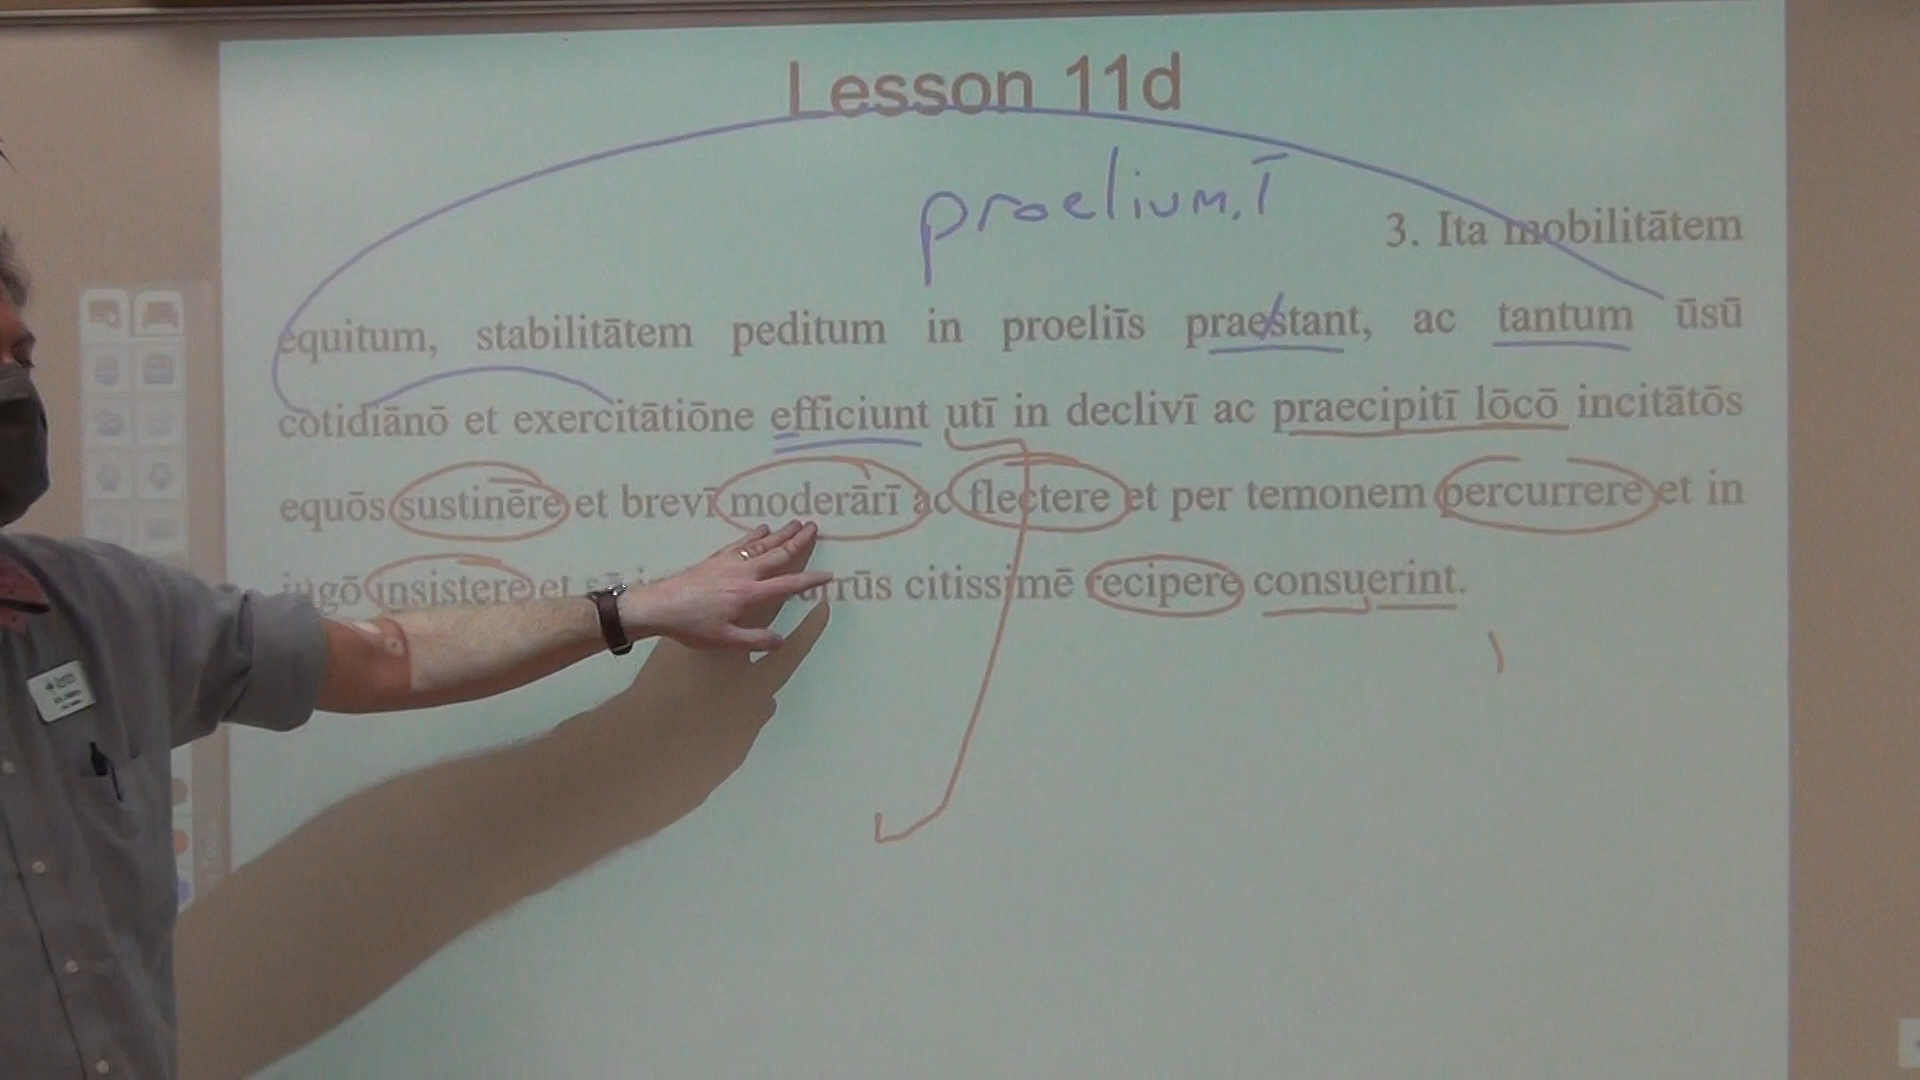 Lesson 11d
proelium, ī
3. Ita mobilitātem
equitum, stabilitātem peditum in proeliīs praestant, ac tantum ūsū
cotidiānō et exercitātiōne efficiunt utī in declivī ac praecipitī lōcō incitātōs
equōs sustinēre et brevī moderārī ac flectere et per temonem percurrere et in
iugō insistere et citissimē recipere consuerint.